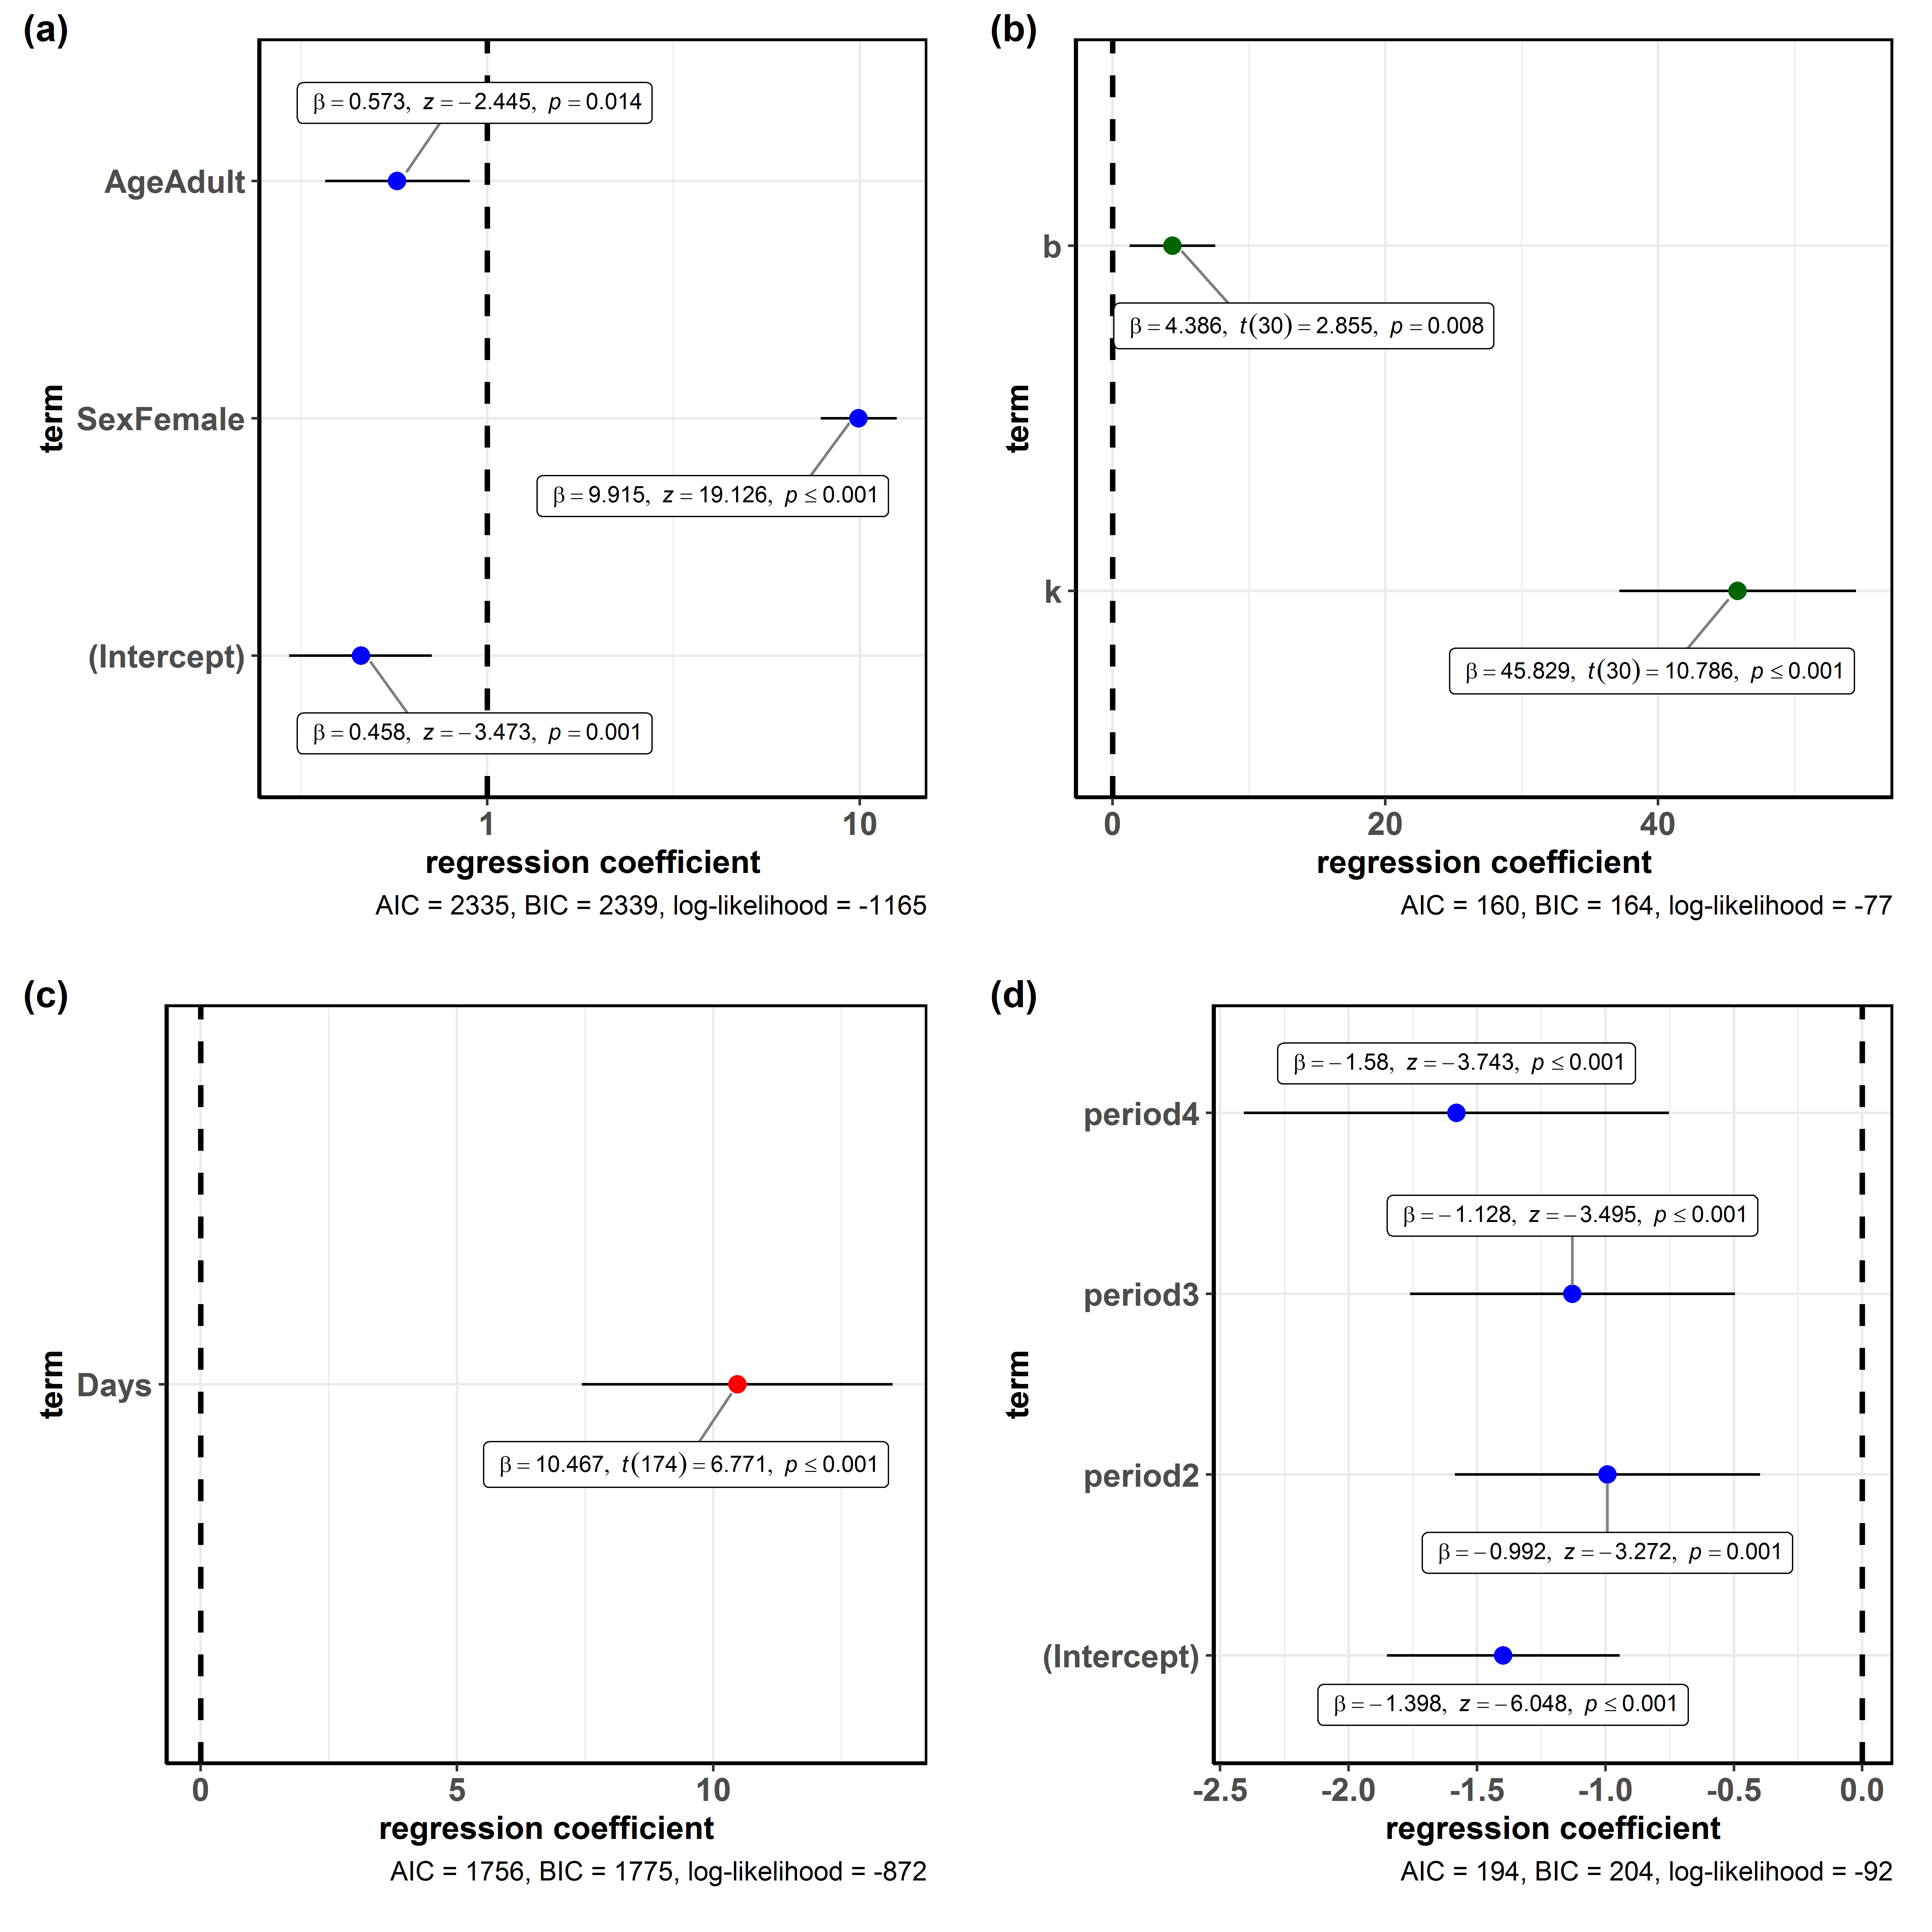 (a)
β = 0.573, z = −2.445, p = 0.014
AgeAdult
SexFemale
β = 9.915, z = 19.126, p ≤ 0.001
(Intercept)
β = 0.458, z = −3.473, p = 0.001
term
1 10
regression coefficient
AIC = 2335, BIC = 2339, log-likelihood = -1165
(b)
b
β = 4.386, t(30) = 2.855, p = 0.008
k
β = 45.829, t(30) = 10.786, p ≤ 0.001
term
0 20 40
regression coefficient
AIC = 160, BIC = 164, log-likelihood = -77
(c)
Days
β = 10.467, t(174) = 6.771, p ≤ 0.001
term
0 5 10
regression coefficient
AIC = 1756, BIC = 1775, log-likelihood = -872
(d)
β = −1.58, z = −3.743, p ≤ 0.001
period4
β = −1.128, z = −3.495, p ≤ 0.001
period3
period2
β = −0.992, z = −3.272, p = 0.001
(Intercept)
β = −1.398, z = −6.048, p ≤ 0.001
term
-2.5 -2.0 -1.5 -1.0 -0.5 0.0
regression coefficient
AIC = 194, BIC = 204, log-likelihood = -92